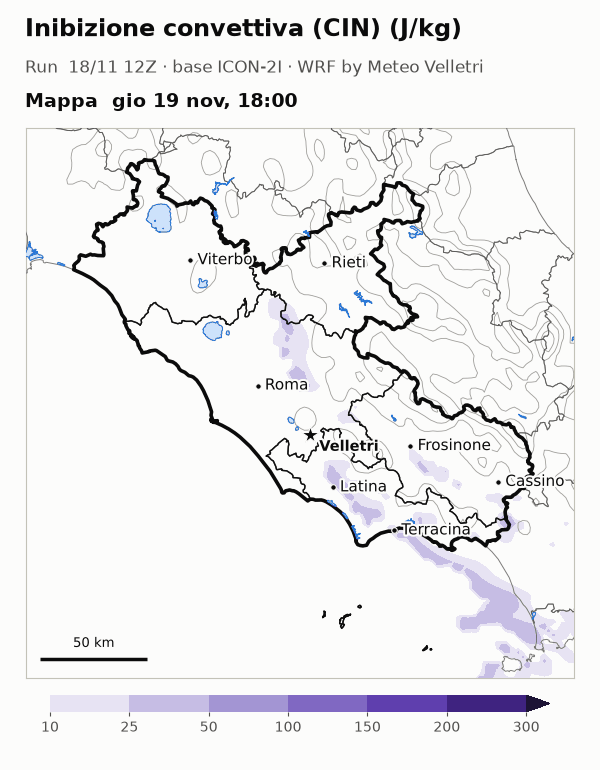 Inibizione convettiva (CIN) (J/kg)
Run  18/11 12Z · base ICON-2I · WRF by Meteo Velletri
Mappa  gio 19 nov, 18:00
Viterbo
Rieti
Roma
Velletri
Frosinone
Latina
Cassino
Terracina
50 km
10 25 50 100 150 200 300